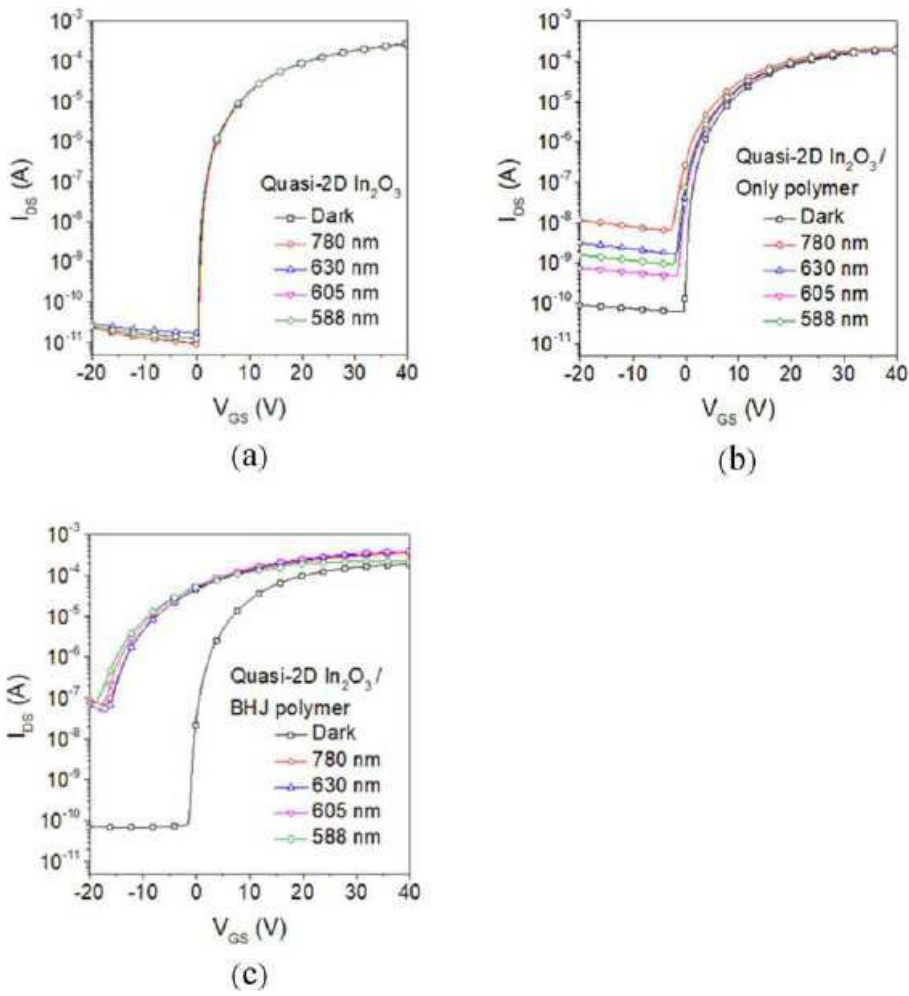 10⁻³
10⁻⁴
10⁻⁵
10⁻⁶
10⁻⁷
10⁻⁸
10⁻⁹
10⁻¹⁰
10⁻¹¹
I_DS (A)
Quasi-2D In₂O₃
Dark
780 nm
630 nm
605 nm
588 nm
-20 -10 0 10 20 30 40
V_GS (V)
(a)
10⁻³
10⁻⁴
10⁻⁵
10⁻⁶
10⁻⁷
10⁻⁸
10⁻⁹
10⁻¹⁰
10⁻¹¹
I_DS (A)
Quasi-2D In₂O₃ /
Only polymer
Dark
780 nm
630 nm
605 nm
588 nm
-20 -10 0 10 20 30 40
V_GS (V)
(b)
10⁻³
10⁻⁴
10⁻⁵
10⁻⁶
10⁻⁷
10⁻⁸
10⁻⁹
10⁻¹⁰
10⁻¹¹
I_DS (A)
Quasi-2D In₂O₃ /
BHJ polymer
Dark
780 nm
630 nm
605 nm
588 nm
-20 -10 0 10 20 30 40
V_GS (V)
(c)